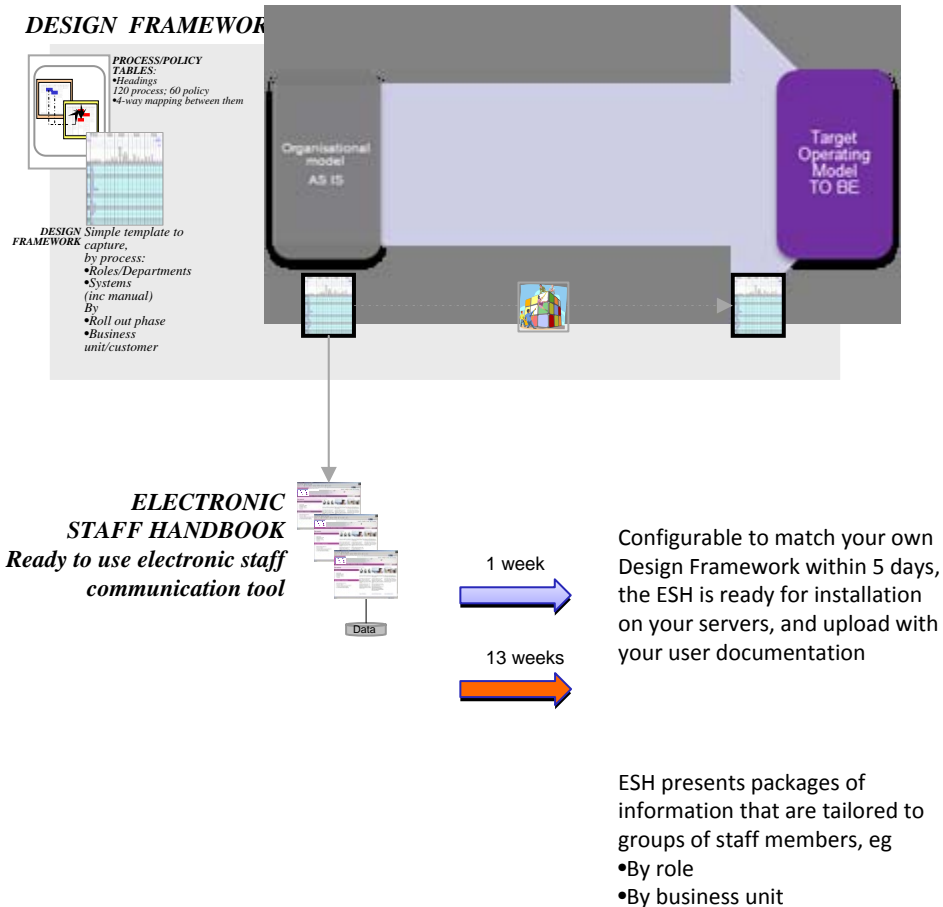 DESIGN FRAMEWOR
PROCESS/POLICY
TABLES:
•Headings
120 process; 60 policy
•4-way mapping between them
DESIGN
FRAMEWORK
Simple template to
capture,
by process:
•Roles/Departments
•Systems
(inc manual)
By
•Roll out phase
•Business
unit/customer
Organisational
model
AS IS
Target
Operating
Model
TO BE
ELECTRONIC
STAFF HANDBOOK
Ready to use electronic staff
communication tool
Data
1 week
13 weeks
Configurable to match your own
Design Framework within 5 days,
the ESH is ready for installation
on your servers, and upload with
your user documentation
ESH presents packages of
information that are tailored to
groups of staff members, eg
•By role
•By business unit